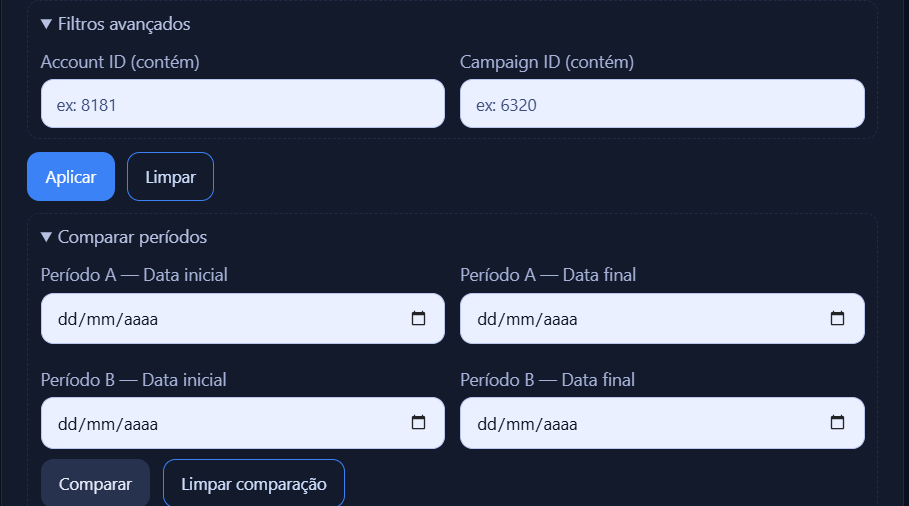 ▼ Filtros avançados
Account ID (contém) Campaign ID (contém)
ex: 8181 ex: 6320
Aplicar Limpar
▼ Comparar períodos
Período A — Data inicial Período A — Data final
dd/mm/aaaa dd/mm/aaaa
Período B — Data inicial Período B — Data final
dd/mm/aaaa dd/mm/aaaa
Comparar Limpar comparação